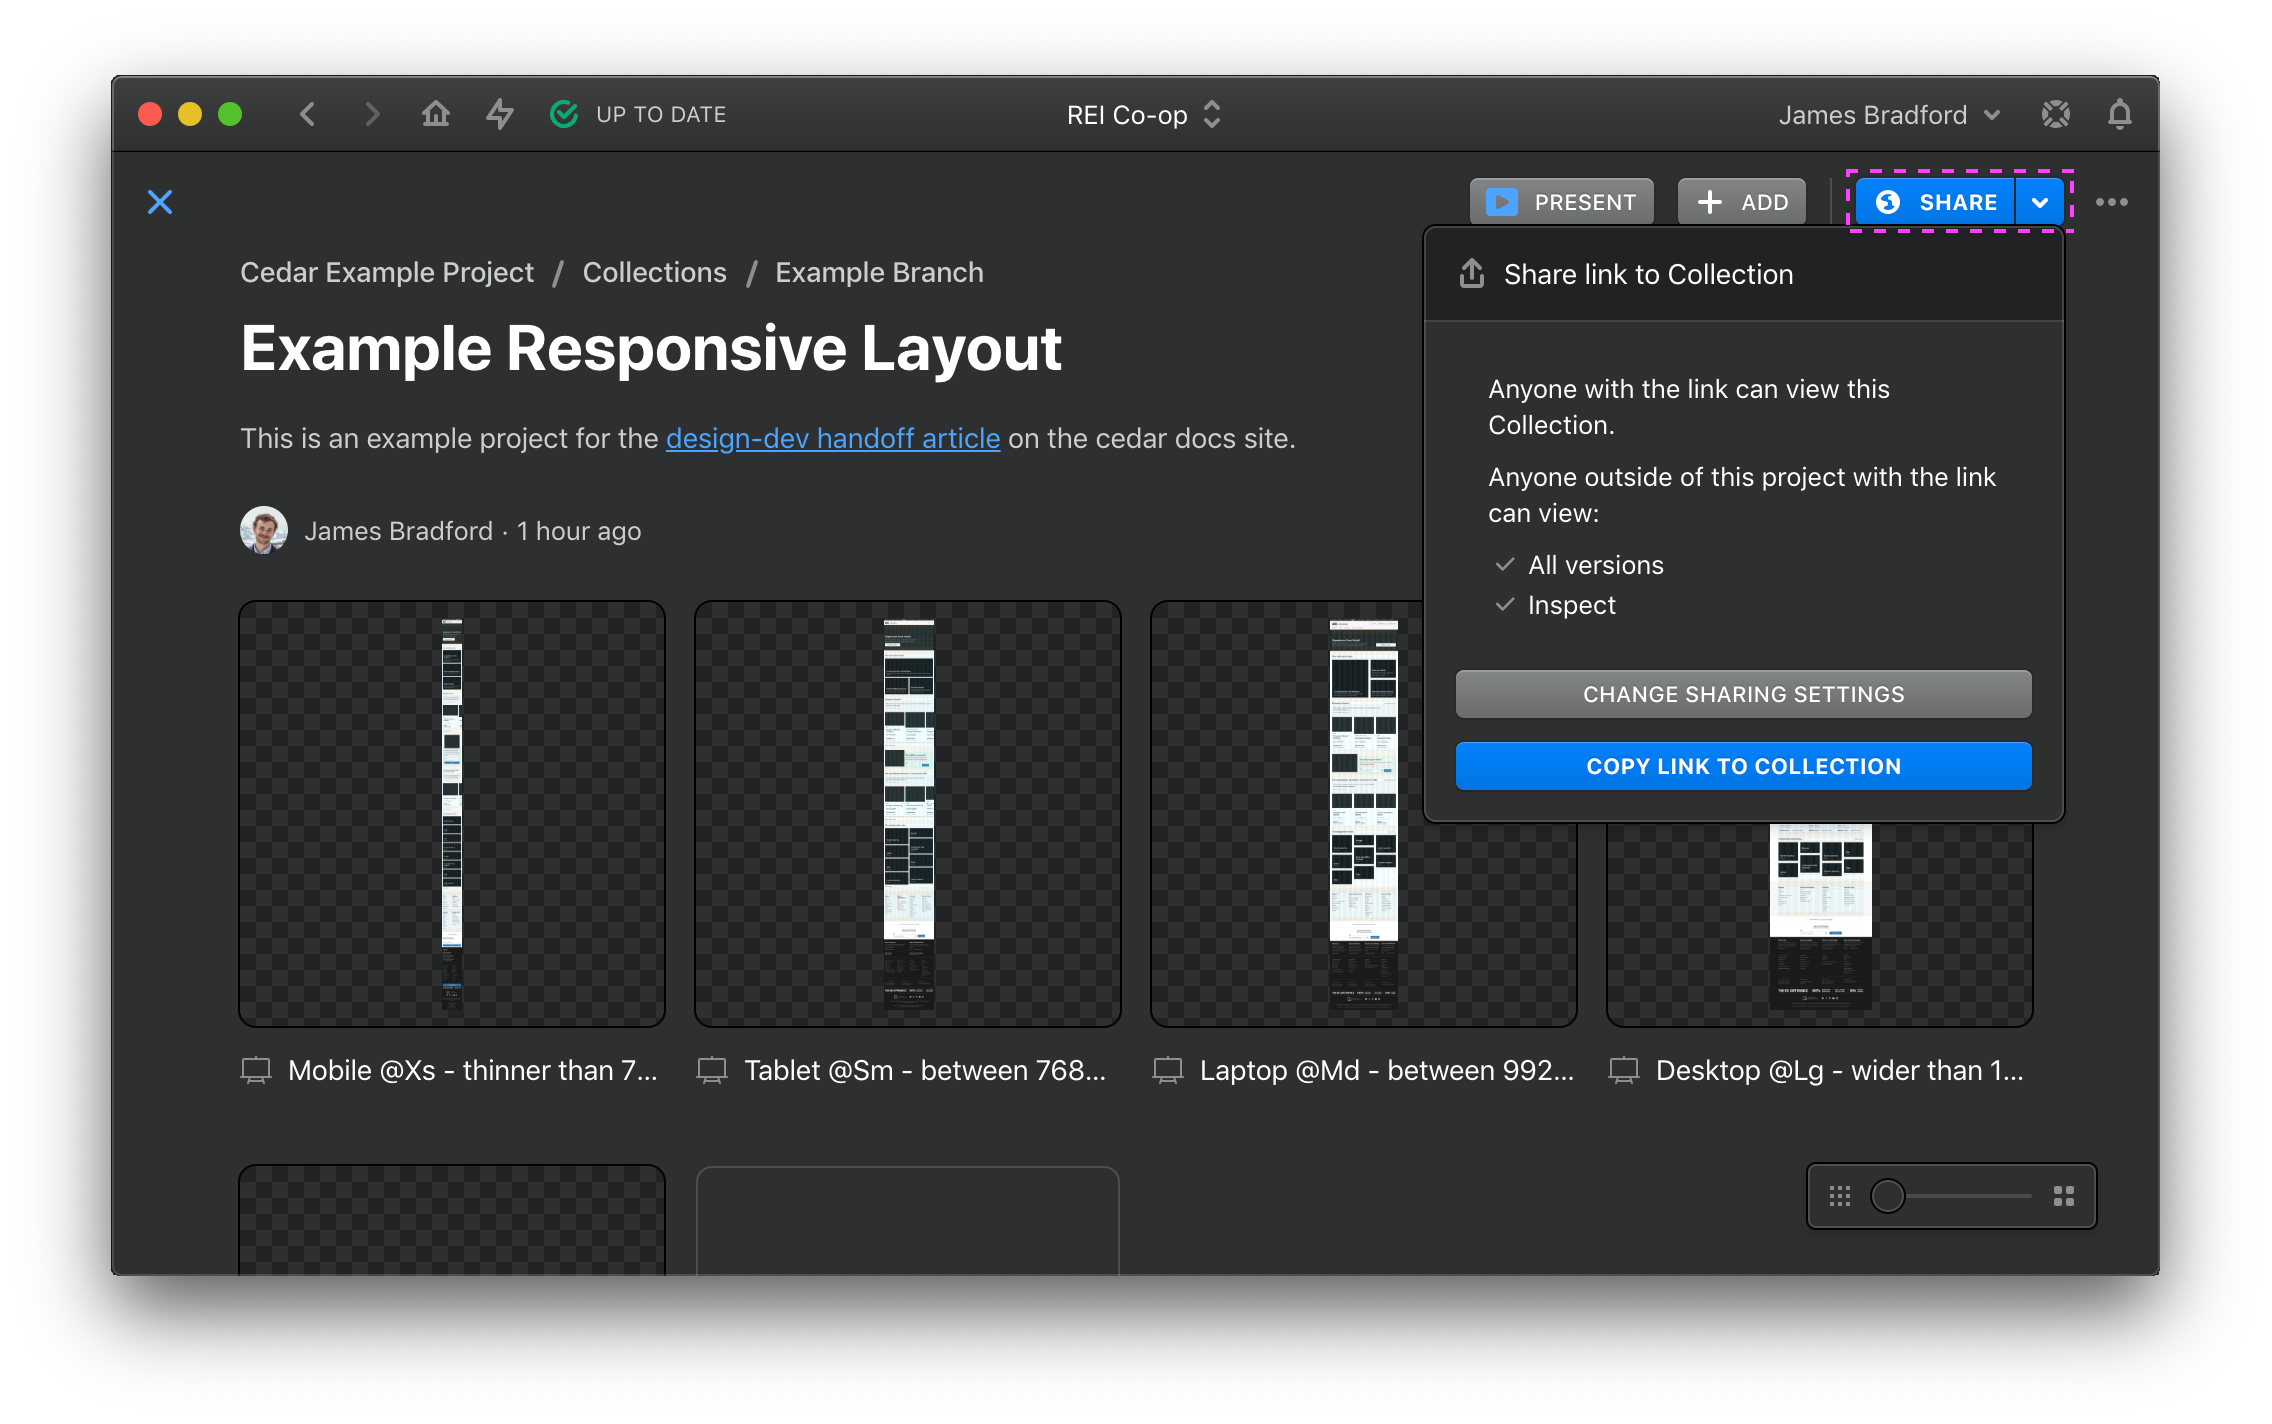 UP TO DATE
REI Co-op
James Bradford
PRESENT
ADD
SHARE
Cedar Example Project / Collections / Example Branch
Example Responsive Layout
This is an example project for the design-dev handoff article on the cedar docs site.
James Bradford · 1 hour ago
Share link to Collection
Anyone with the link can view this
Collection.
Anyone outside of this project with the link
can view:
All versions
Inspect
CHANGE SHARING SETTINGS
COPY LINK TO COLLECTION
Mobile @Xs - thinner than 7...
Tablet @Sm - between 768...
Laptop @Md - between 992...
Desktop @Lg - wider than 1...